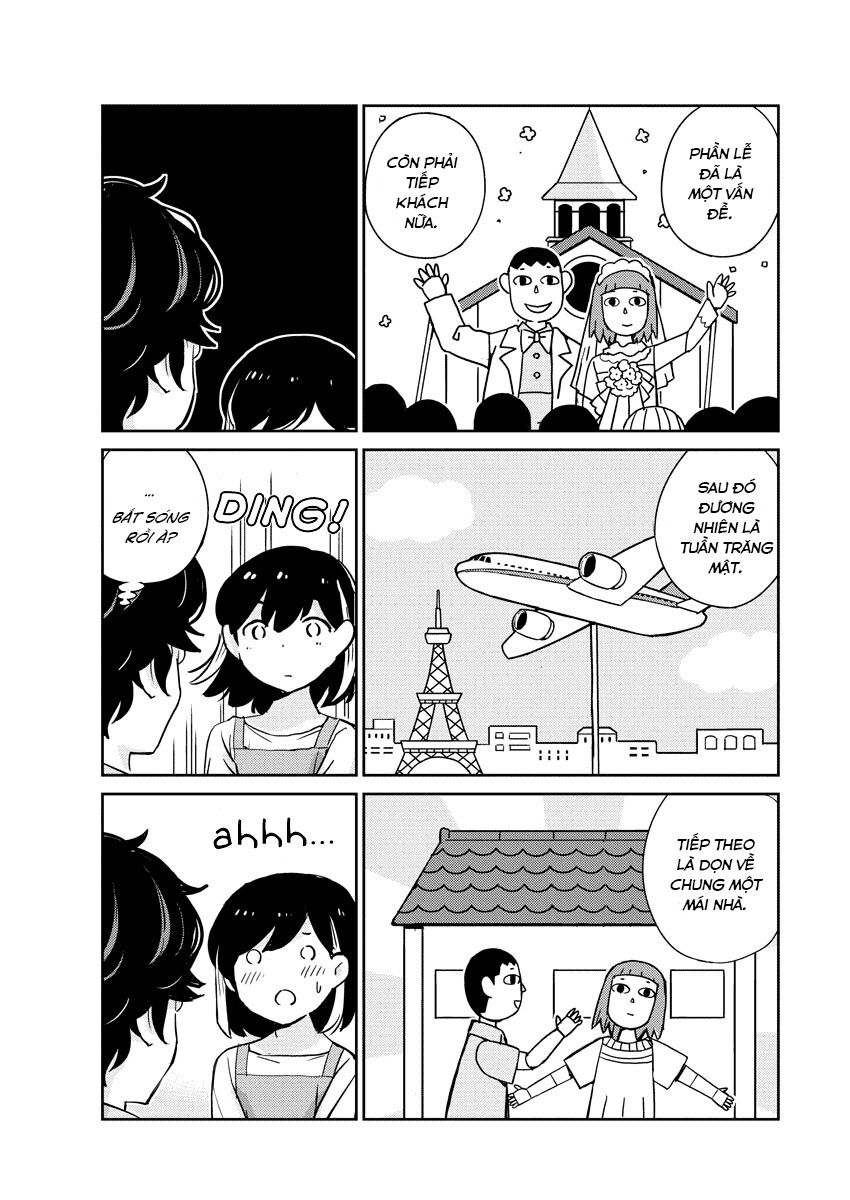 PHẦN LỄ
ĐÃ LÀ
MỘT VẤN
ĐỀ.
CÒN PHẢI
TIẾP
KHÁCH
NỮA.
SAU ĐÓ
ĐƯƠNG
NHIÊN LÀ
TUẦN TRĂNG
MẬT.
DING!
...
BẮT SÓNG
RỒI À?
TIẾP THEO
LÀ DỌN VỀ
CHUNG MỘT
MÁI NHÀ.
ahhh...